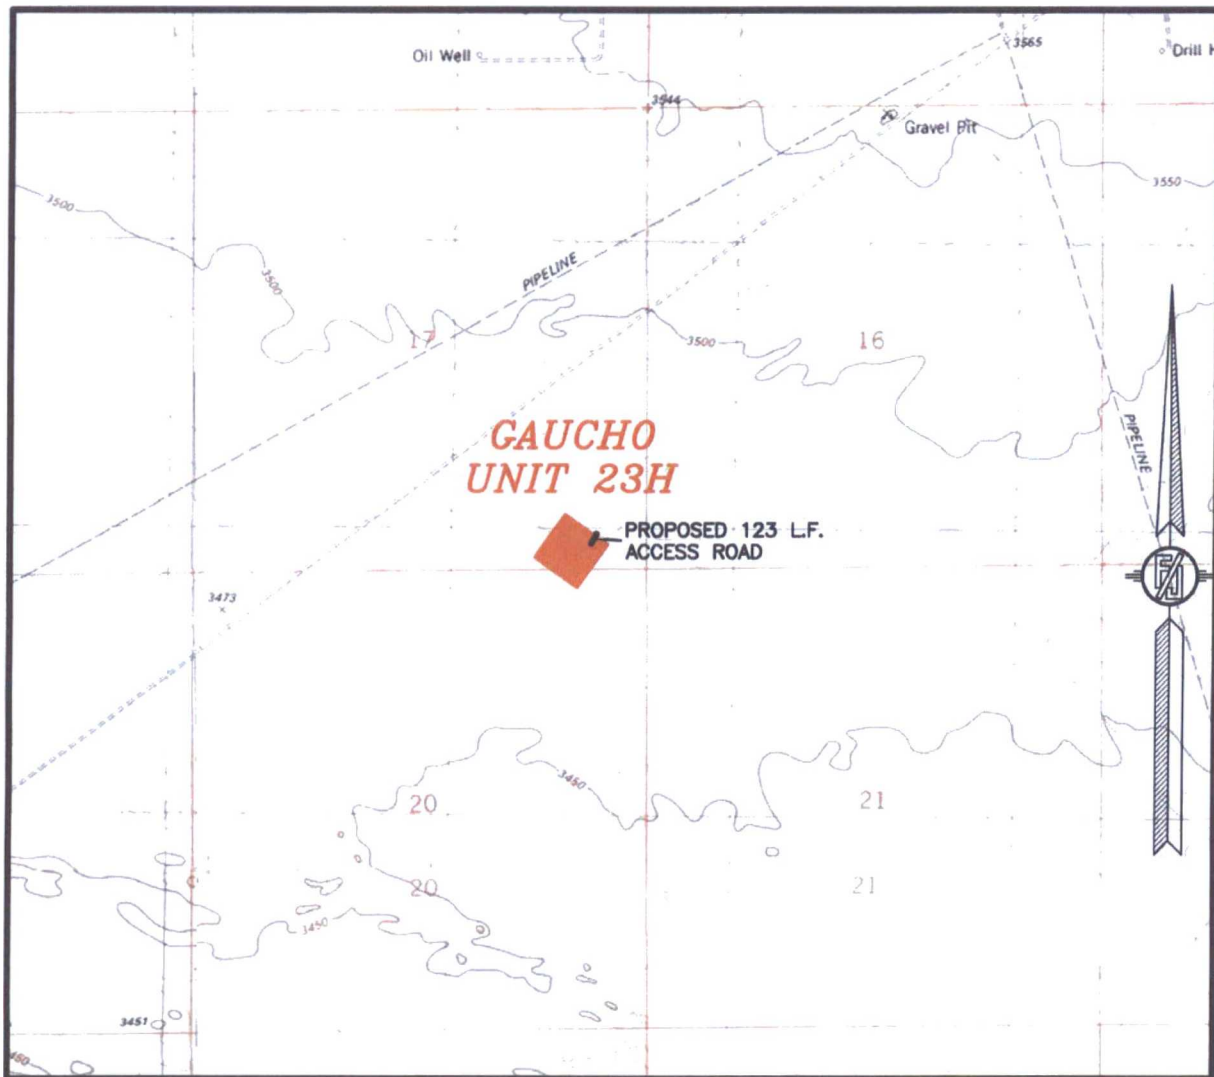 Oil Well
3565
Drill H
3544
Gravel Pit
3550
3500
3500
PIPELINE
17
3500
16
GAUCHO
UNIT 23H
PIPELINE
PROPOSED 123 L.F.
ACCESS ROAD
3473
3450
20
21
20
21
3450
3451